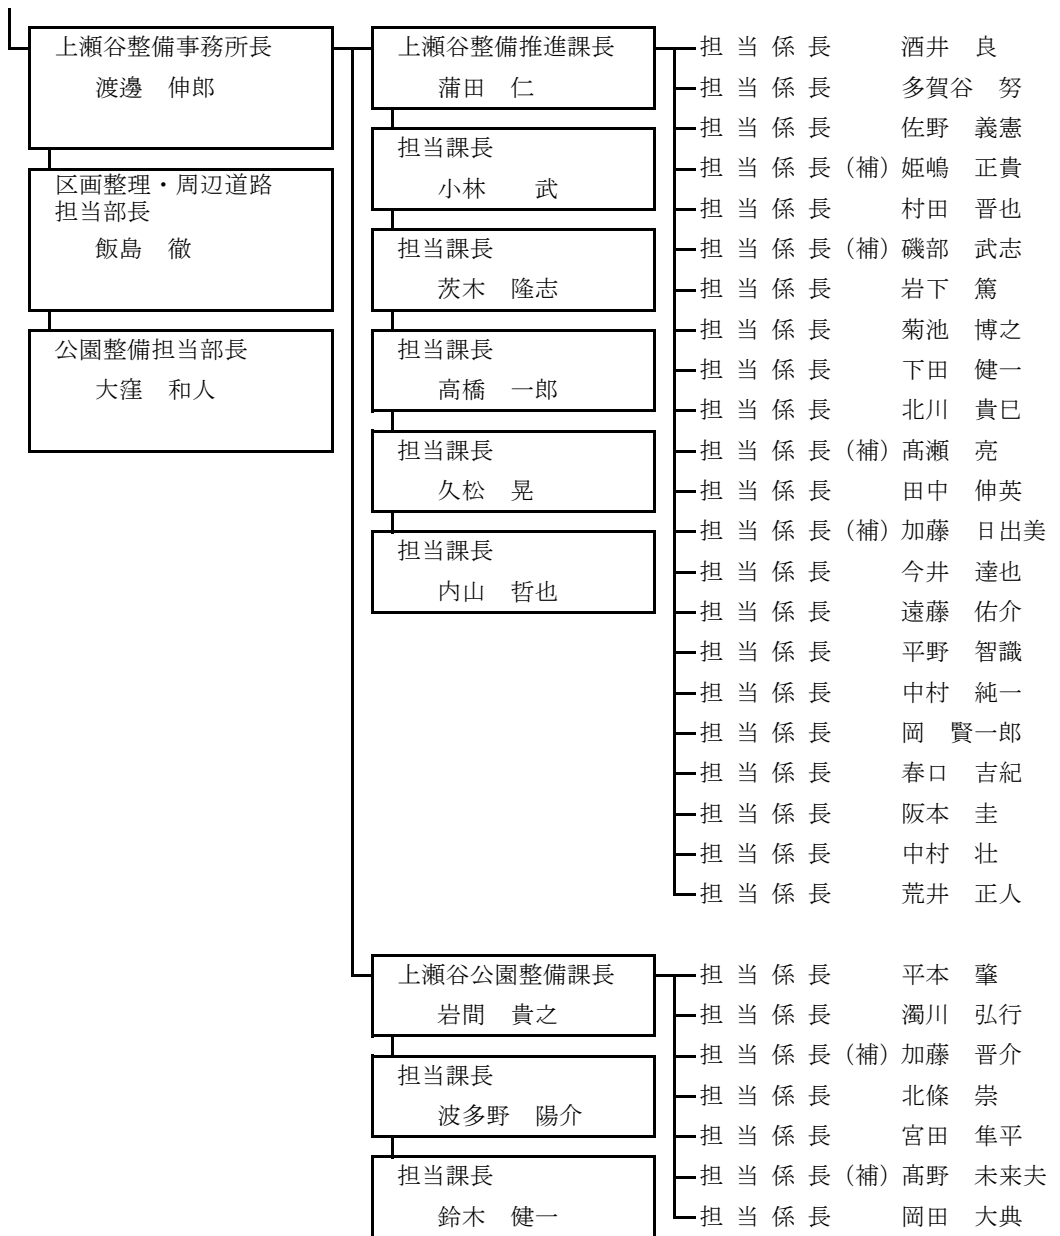 上瀬谷整備事務所長
渡邊　伸郎
区画整理・周辺道路
担当部長
飯島　徹
公園整備担当部長
大窪　和人
上瀬谷整備推進課長
蒲田　仁
担当課長
小林　　武
担当課長
茨木　隆志
担当課長
高橋　一郎
担当課長
久松　晃
担当課長
内山　哲也
担当係長　酒井　良
担当係長　多賀谷　努
担当係長　佐野　義憲
担当係長（補）姫嶋　正貴
担当係長　村田　晋也
担当係長（補）磯部　武志
担当係長　岩下　篤
担当係長　菊池　博之
担当係長　下田　健一
担当係長　北川　貴巳
担当係長（補）髙瀬　亮
担当係長　田中　伸英
担当係長（補）加藤　日出美
担当係長　今井　達也
担当係長　遠藤　佑介
担当係長　平野　智識
担当係長　中村　純一
担当係長　岡　賢一郎
担当係長　春口　吉紀
担当係長　阪本　圭
担当係長　中村　壮
担当係長　荒井　正人
上瀬谷公園整備課長
岩間　貴之
担当課長
波多野　陽介
担当課長
鈴木　健一
担当係長　平本　肇
担当係長　濁川　弘行
担当係長（補）加藤　晋介
担当係長　北條　崇
担当係長　宮田　隼平
担当係長（補）髙野　未来夫
担当係長　岡田　大典